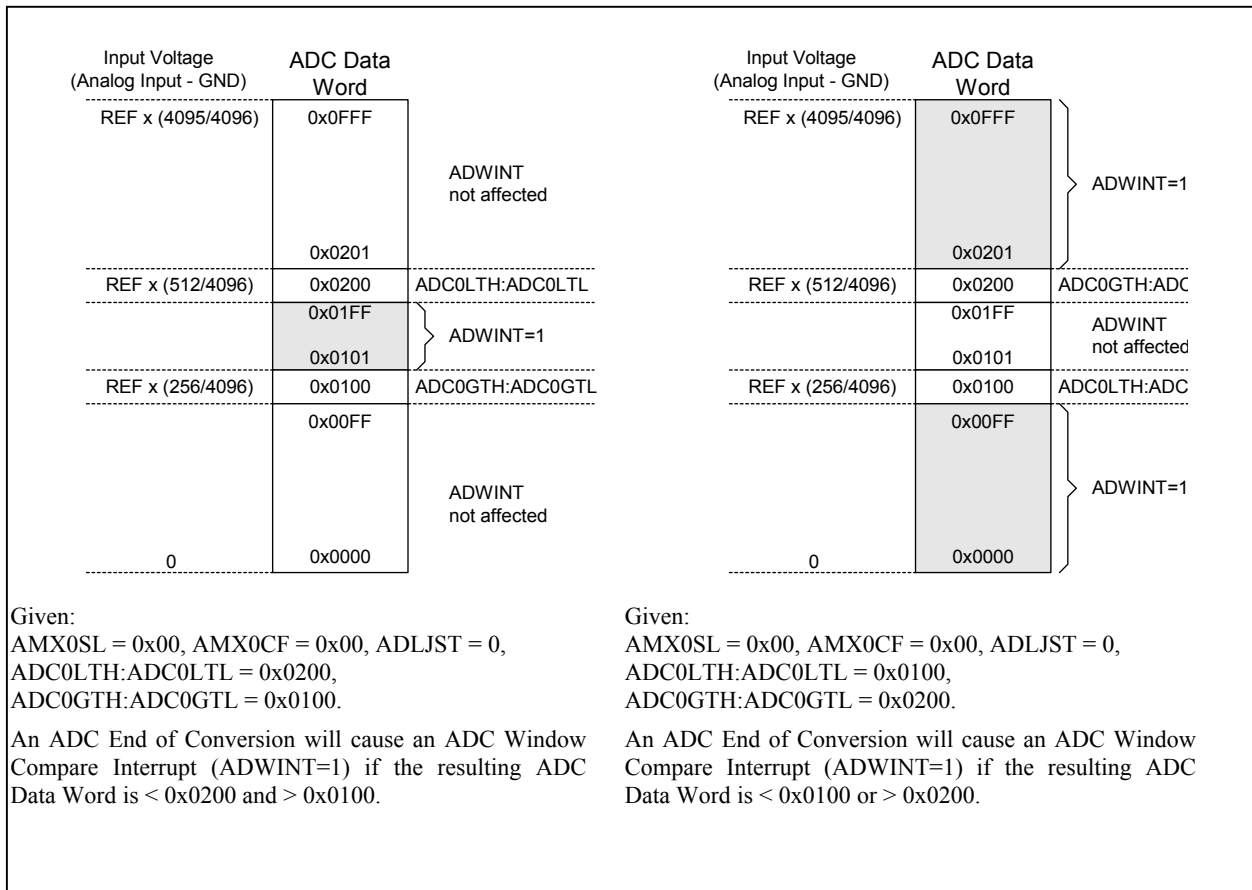 Input Voltage
(Analog Input - GND)
ADC Data
Word
REF x (4095/4096)
0x0FFF
ADWINT
not affected
0x0201
REF x (512/4096)
0x0200
ADC0LTH:ADC0LTL
0x01FF
ADWINT=1
0x0101
REF x (256/4096)
0x0100
ADC0GTH:ADC0GTL
0x00FF
ADWINT
not affected
0
0x0000
Given:
AMX0SL = 0x00, AMX0CF = 0x00, ADLJST = 0,
ADC0LTH:ADC0LTL = 0x0200,
ADC0GTH:ADC0GTL = 0x0100.
An ADC End of Conversion will cause an ADC Window
Compare Interrupt (ADWINT=1) if the resulting ADC
Data Word is < 0x0200 and > 0x0100.
Input Voltage
(Analog Input - GND)
ADC Data
Word
REF x (4095/4096)
0x0FFF
ADWINT=1
0x0201
REF x (512/4096)
0x0200
ADC0GTH:ADC
0x01FF
ADWINT
not affected
0x0101
REF x (256/4096)
0x0100
ADC0LTH:ADC
0x00FF
ADWINT=1
0
0x0000
Given:
AMX0SL = 0x00, AMX0CF = 0x00, ADLJST = 0,
ADC0LTH:ADC0LTL = 0x0100,
ADC0GTH:ADC0GTL = 0x0200.
An ADC End of Conversion will cause an ADC Window
Compare Interrupt (ADWINT=1) if the resulting ADC
Data Word is < 0x0100 or > 0x0200.